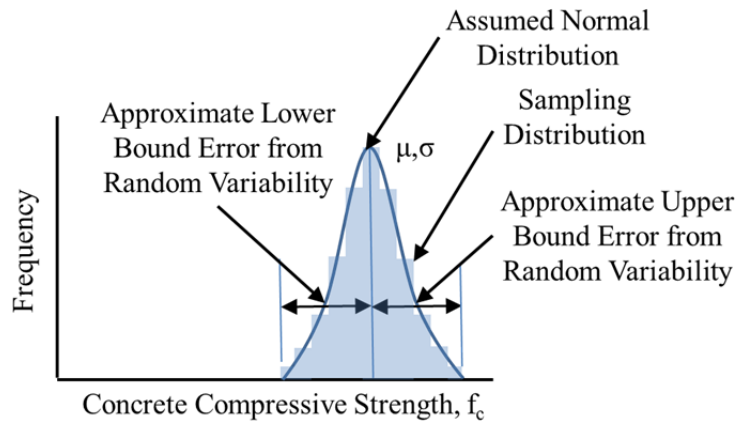 Assumed Normal
Distribution
Approximate Lower
Bound Error from
Random Variability
Sampling
Distribution
μ,σ
Approximate Upper
Bound Error from
Random Variability
Frequency
Concrete Compressive Strength, fc